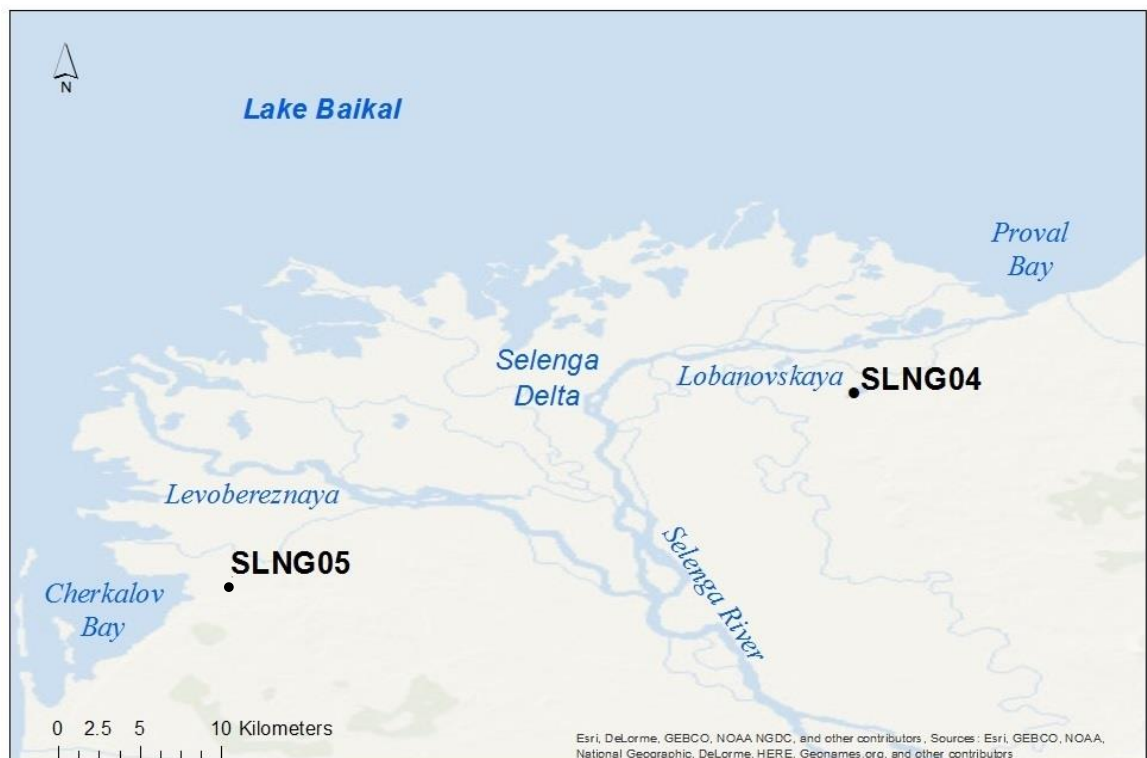 N
Lake Baikal
Proval
Bay
Selenga
Delta
Lobanovskaya
SLNG04
Levobereznaya
Selenga River
SLNG05
Cherkalov
Bay
0 2.5 5 10 Kilometers
Esri, DeLorme, GEBCO, NOAA NGDC, and other contributors, Sources: Esri, GEBCO, NOAA,
National Geographic, DeLorme, HERE, Geonames.org, and other contributors